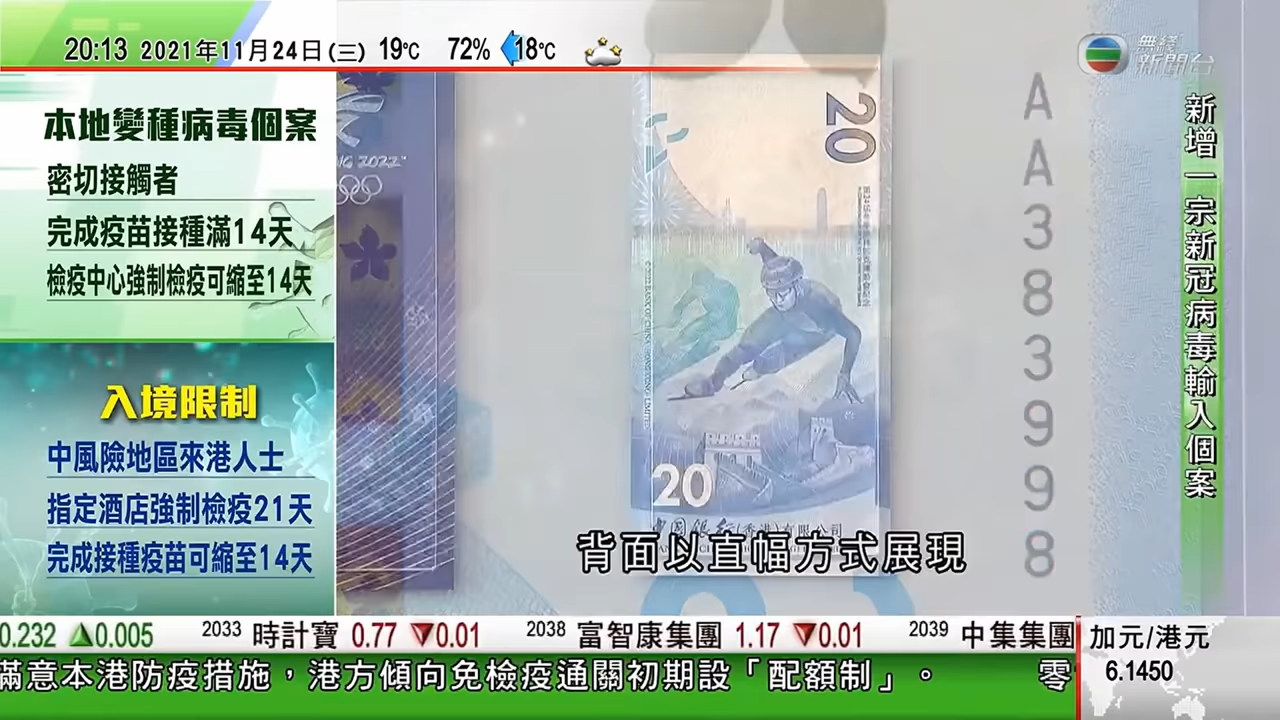 20:13 2021年11月24日(三) 19℃ 72% 18℃
無綫
新聞台
本地變種病毒個案
密切接觸者
完成疫苗接種滿14天
檢疫中心強制檢疫可縮至14天
入境限制
中風險地區來港人士
指定酒店強制檢疫21天
完成接種疫苗可縮至14天
2022
20
20
中國銀行(香港)有限公司
AA383998
背面以直幅方式展現
新增一宗新冠病毒輸入個案
0.232 ▲0.005 2033 時計寶 0.77 ▼0.01 2038 富智康集團 1.17 ▼0.01 2039 中集集團
加元/港元
6.1450
滿意本港防疫措施，港方傾向免檢疫通關初期設「配額制」。 零